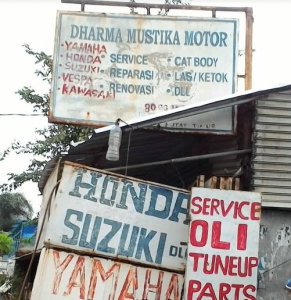 DHARMA MUSTIKA MOTOR
YAMAHA
HONDA • SERVICE • CAT BODY
SUZUKI • REPARASI • LAS/KETOK
VESPA • RENOVASI • DLL
KAWASAKI
HONDA
SUZUKI DLL
YAMAHA
SERVICE
OLI
TUNEUP
PARTS